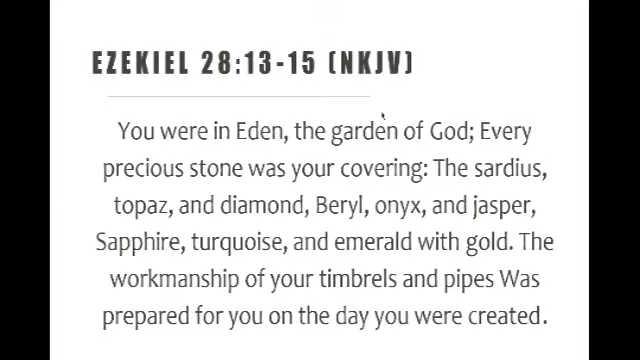 EZEKIEL 28:13-15 (NKJV)
You were in Eden, the garden of God; Every
precious stone was your covering: The sardius,
topaz, and diamond, Beryl, onyx, and jasper,
Sapphire, turquoise, and emerald with gold. The
workmanship of your timbrels and pipes Was
prepared for you on the day you were created.